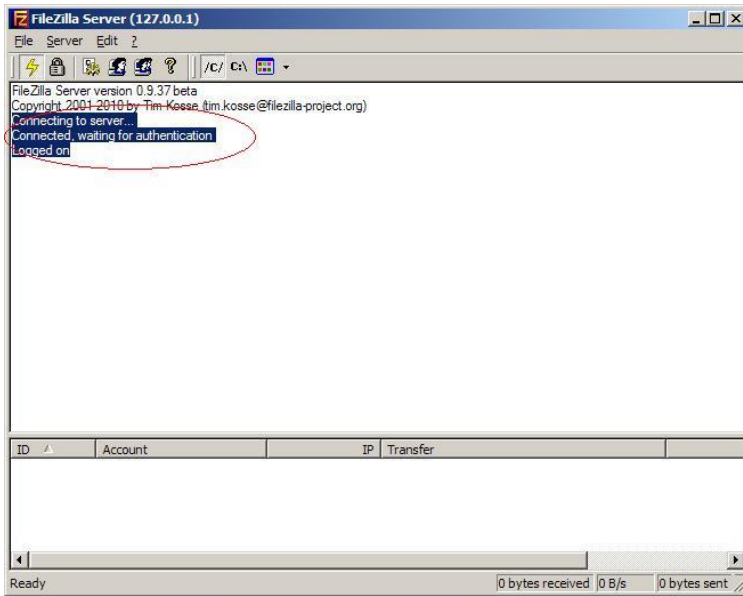 FileZilla Server (127.0.0.1)
File Server Edit ?
/C/ C:\
FileZilla Server version 0.9.37 beta
Copyright 2001-2010 by Tim Kosse (tim.kosse@filezilla-project.org)
Connecting to server...
Connected, waiting for authentication
Logged on
ID Account IP Transfer
Ready 0 bytes received 0 B/s 0 bytes sent